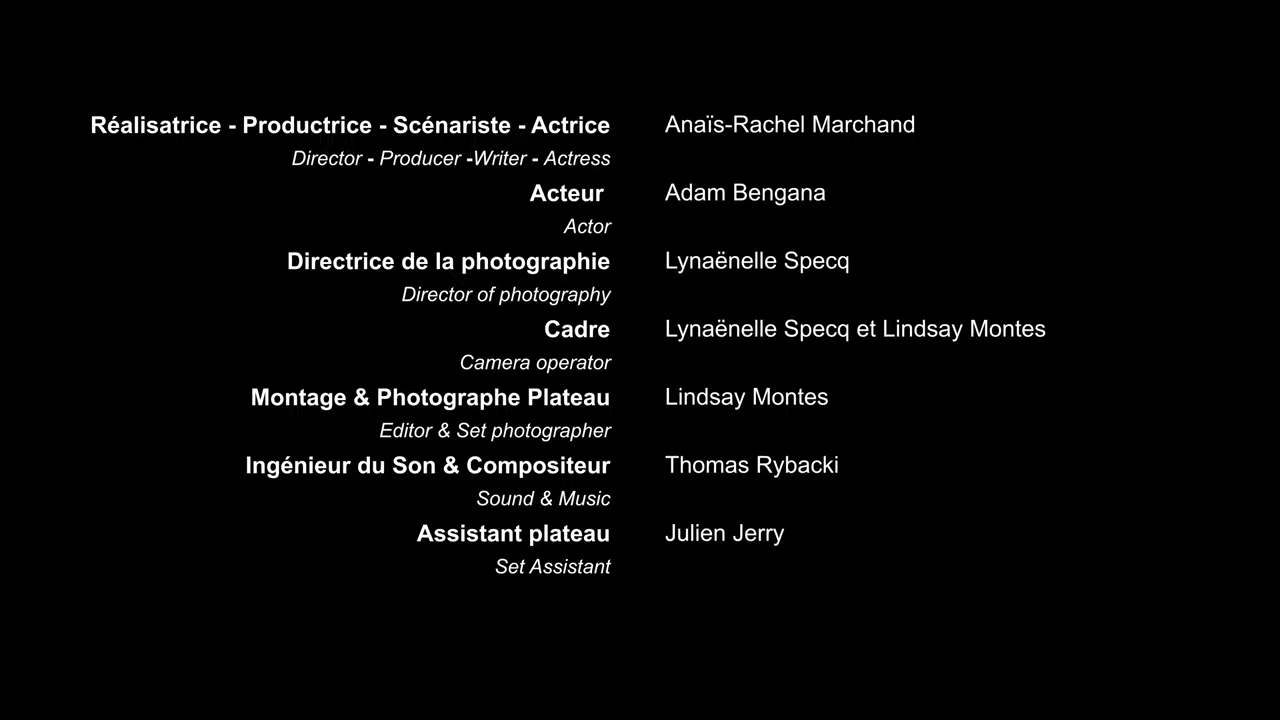 Réalisatrice - Productrice - Scénariste - Actrice Anaïs-Rachel Marchand
Director - Producer -Writer - Actress
Acteur Adam Bengana
Actor
Directrice de la photographie Lynaënelle Specq
Director of photography
Cadre Lynaënelle Specq et Lindsay Montes
Camera operator
Montage & Photographe Plateau Lindsay Montes
Editor & Set photographer
Ingénieur du Son & Compositeur Thomas Rybacki
Sound & Music
Assistant plateau Julien Jerry
Set Assistant